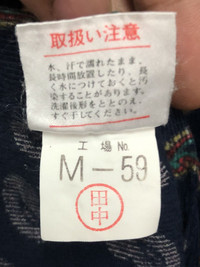 取扱い注意
水、汗で濡れたまま、
長時間放置したり、長
く水につけておくと汚
染することがあります。
洗濯後形をととのえ、
すぐ干してください。
工場No.
M-59
田中